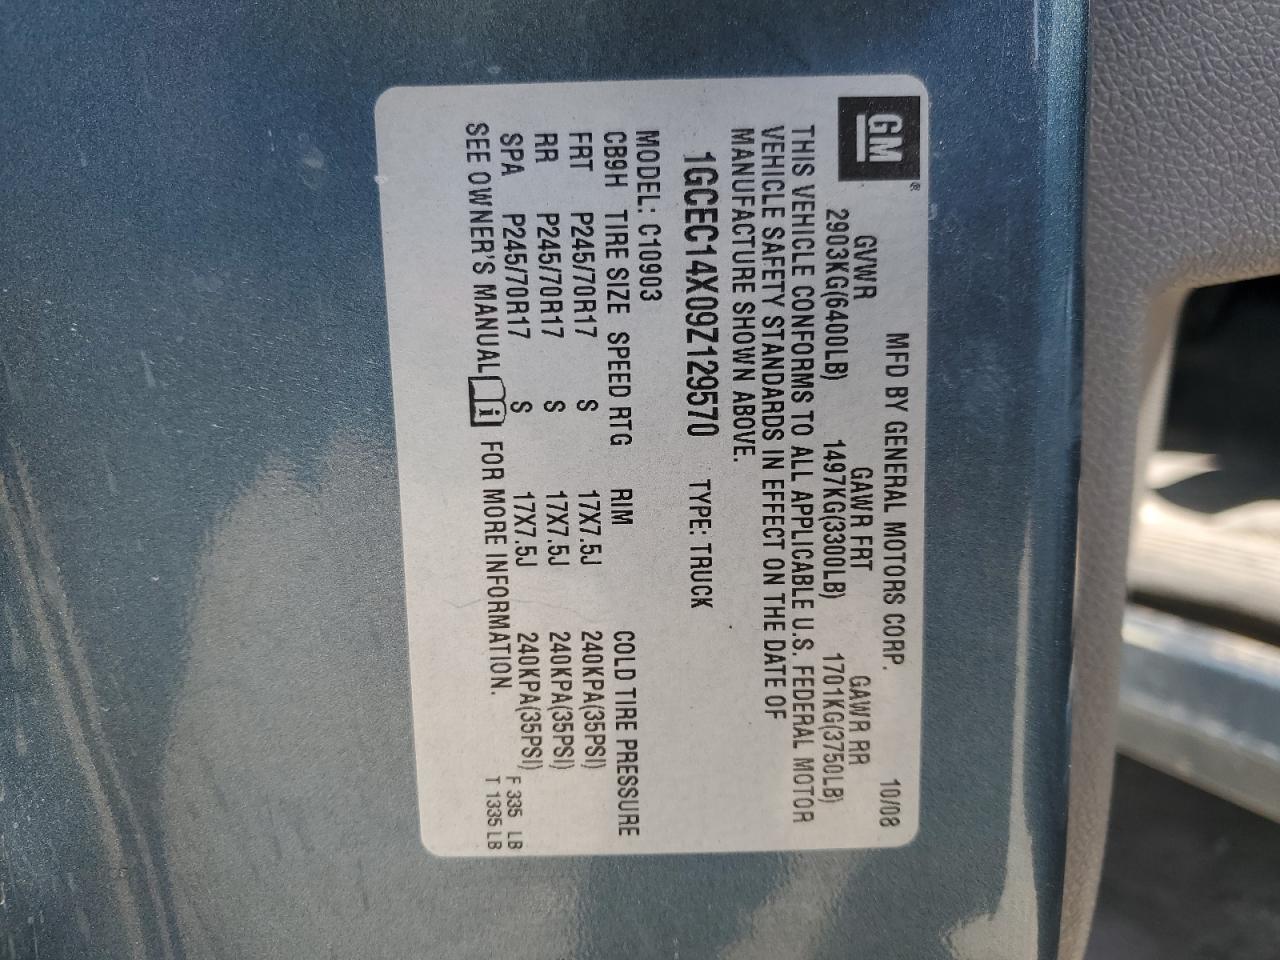 GM®
MFD BY GENERAL MOTORS CORP. 10/08
GVWR GAWR FRT GAWR RR
2903KG(6400LB) 1497KG(3300LB) 1701KG(3750LB)
THIS VEHICLE CONFORMS TO ALL APPLICABLE U.S. FEDERAL MOTOR
VEHICLE SAFETY STANDARDS IN EFFECT ON THE DATE OF
MANUFACTURE SHOWN ABOVE.
1GCEC14X09Z129570 TYPE: TRUCK
MODEL: C10903
CB9H TIRE SIZE SPEED RTG RIM COLD TIRE PRESSURE
FRT P245/70R17 S 17X7.5J 240KPA(35PSI)
RR P245/70R17 S 17X7.5J 240KPA(35PSI)
SPA P245/70R17 S 17X7.5J 240KPA(35PSI) F 335 LB
SEE OWNER'S MANUAL i FOR MORE INFORMATION. T 1335 LB